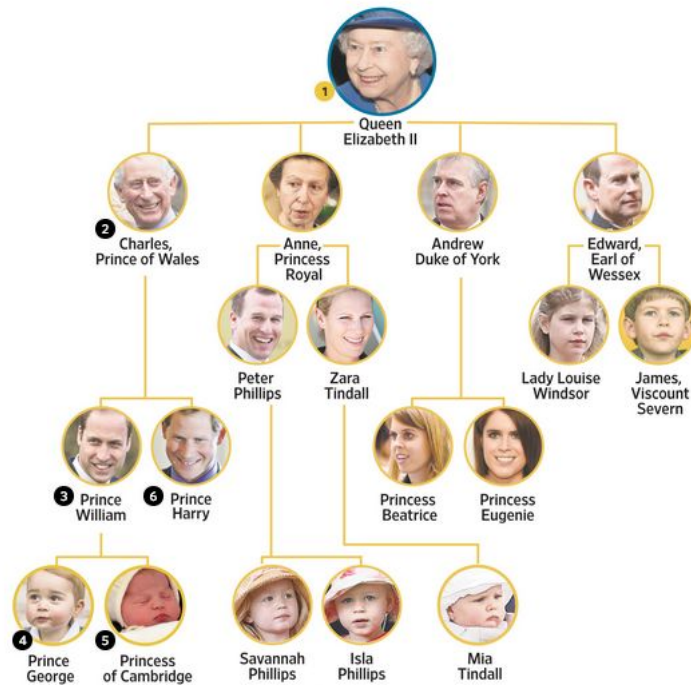 1
Queen
Elizabeth II
2
Charles,
Prince of Wales
Anne,
Princess
Royal
Andrew
Duke of York
Edward,
Earl of
Wessex
Peter
Phillips
Zara
Tindall
Lady Louise
Windsor
James,
Viscount
Severn
3
Prince
William
6
Prince
Harry
Princess
Beatrice
Princess
Eugenie
4
Prince
George
5
Princess
of Cambridge
Savannah
Phillips
Isla
Phillips
Mia
Tindall